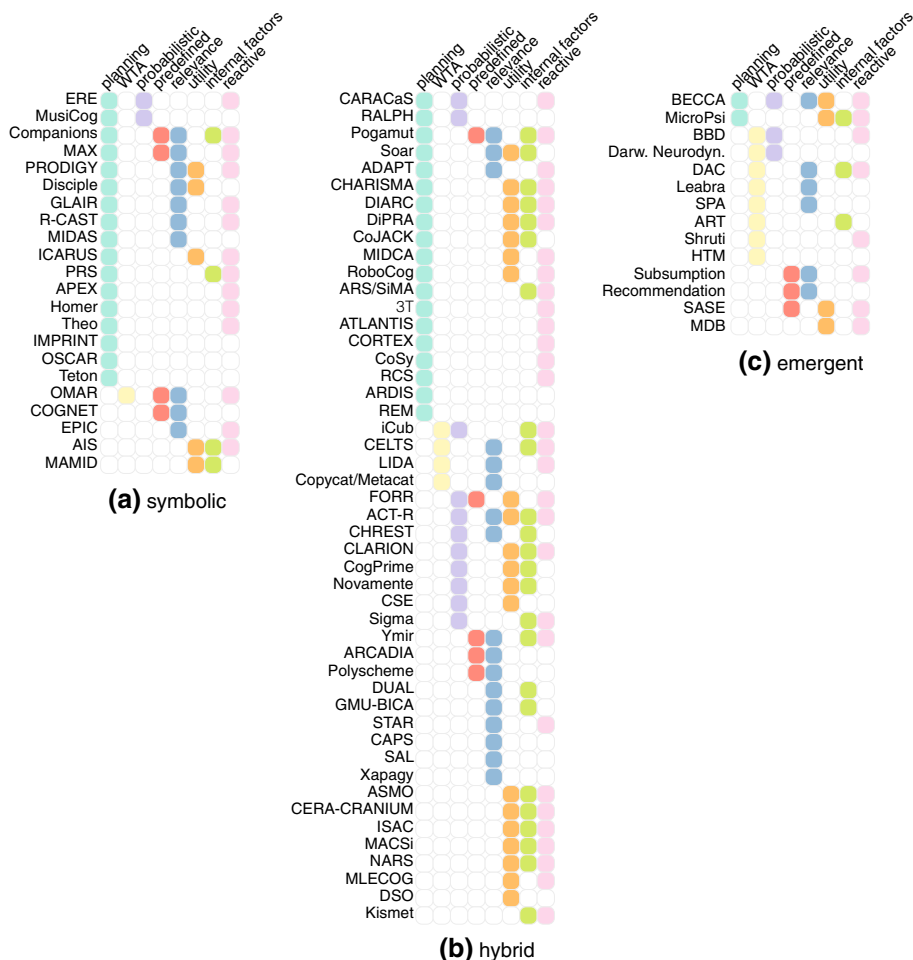 planning
WTA
probabilistic
predefined
relevance
utility
internal factors
reactive
ERE
MusiCog
Companions
MAX
PRODIGY
Disciple
GLAIR
R-CAST
MIDAS
ICARUS
PRS
APEX
Homer
Theo
IMPRINT
OSCAR
Teton
OMAR
COGNET
EPIC
AIS
MAMID
(a) symbolic
planning
WTA
probabilistic
predefined
relevance
utility
internal factors
reactive
CARACaS
RALPH
Pogamut
Soar
ADAPT
CHARISMA
DIARC
DiPRA
CoJACK
MIDCA
RoboCog
ARS/SiMA
3T
ATLANTIS
CORTEX
CoSy
RCS
ARDIS
REM
iCub
CELTS
LIDA
Copycat/Metacat
FORR
ACT-R
CHREST
CLARION
CogPrime
Novamente
CSE
Sigma
Ymir
ARCADIA
Polyscheme
DUAL
GMU-BICA
STAR
CAPS
SAL
Xapagy
ASMO
CERA-CRANIUM
ISAC
MACSi
NARS
MLECOG
DSO
Kismet
(b) hybrid
planning
WTA
probabilistic
predefined
relevance
utility
internal factors
reactive
BECCA
MicroPsi
BBD
Darw. Neurodyn.
DAC
Leabra
SPA
ART
Shruti
HTM
Subsumption
Recommendation
SASE
MDB
(c) emergent